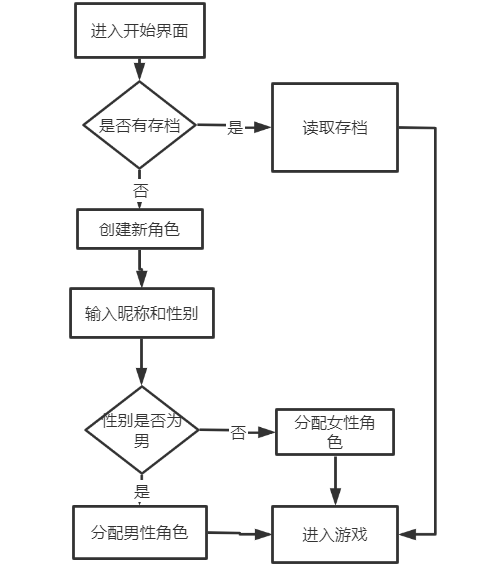 进入开始界面
是否有存档
是
读取存档
否
创建新角色
输入昵称和性别
性别是否为
男
否
分配女性角
色
是
分配男性角色
进入游戏